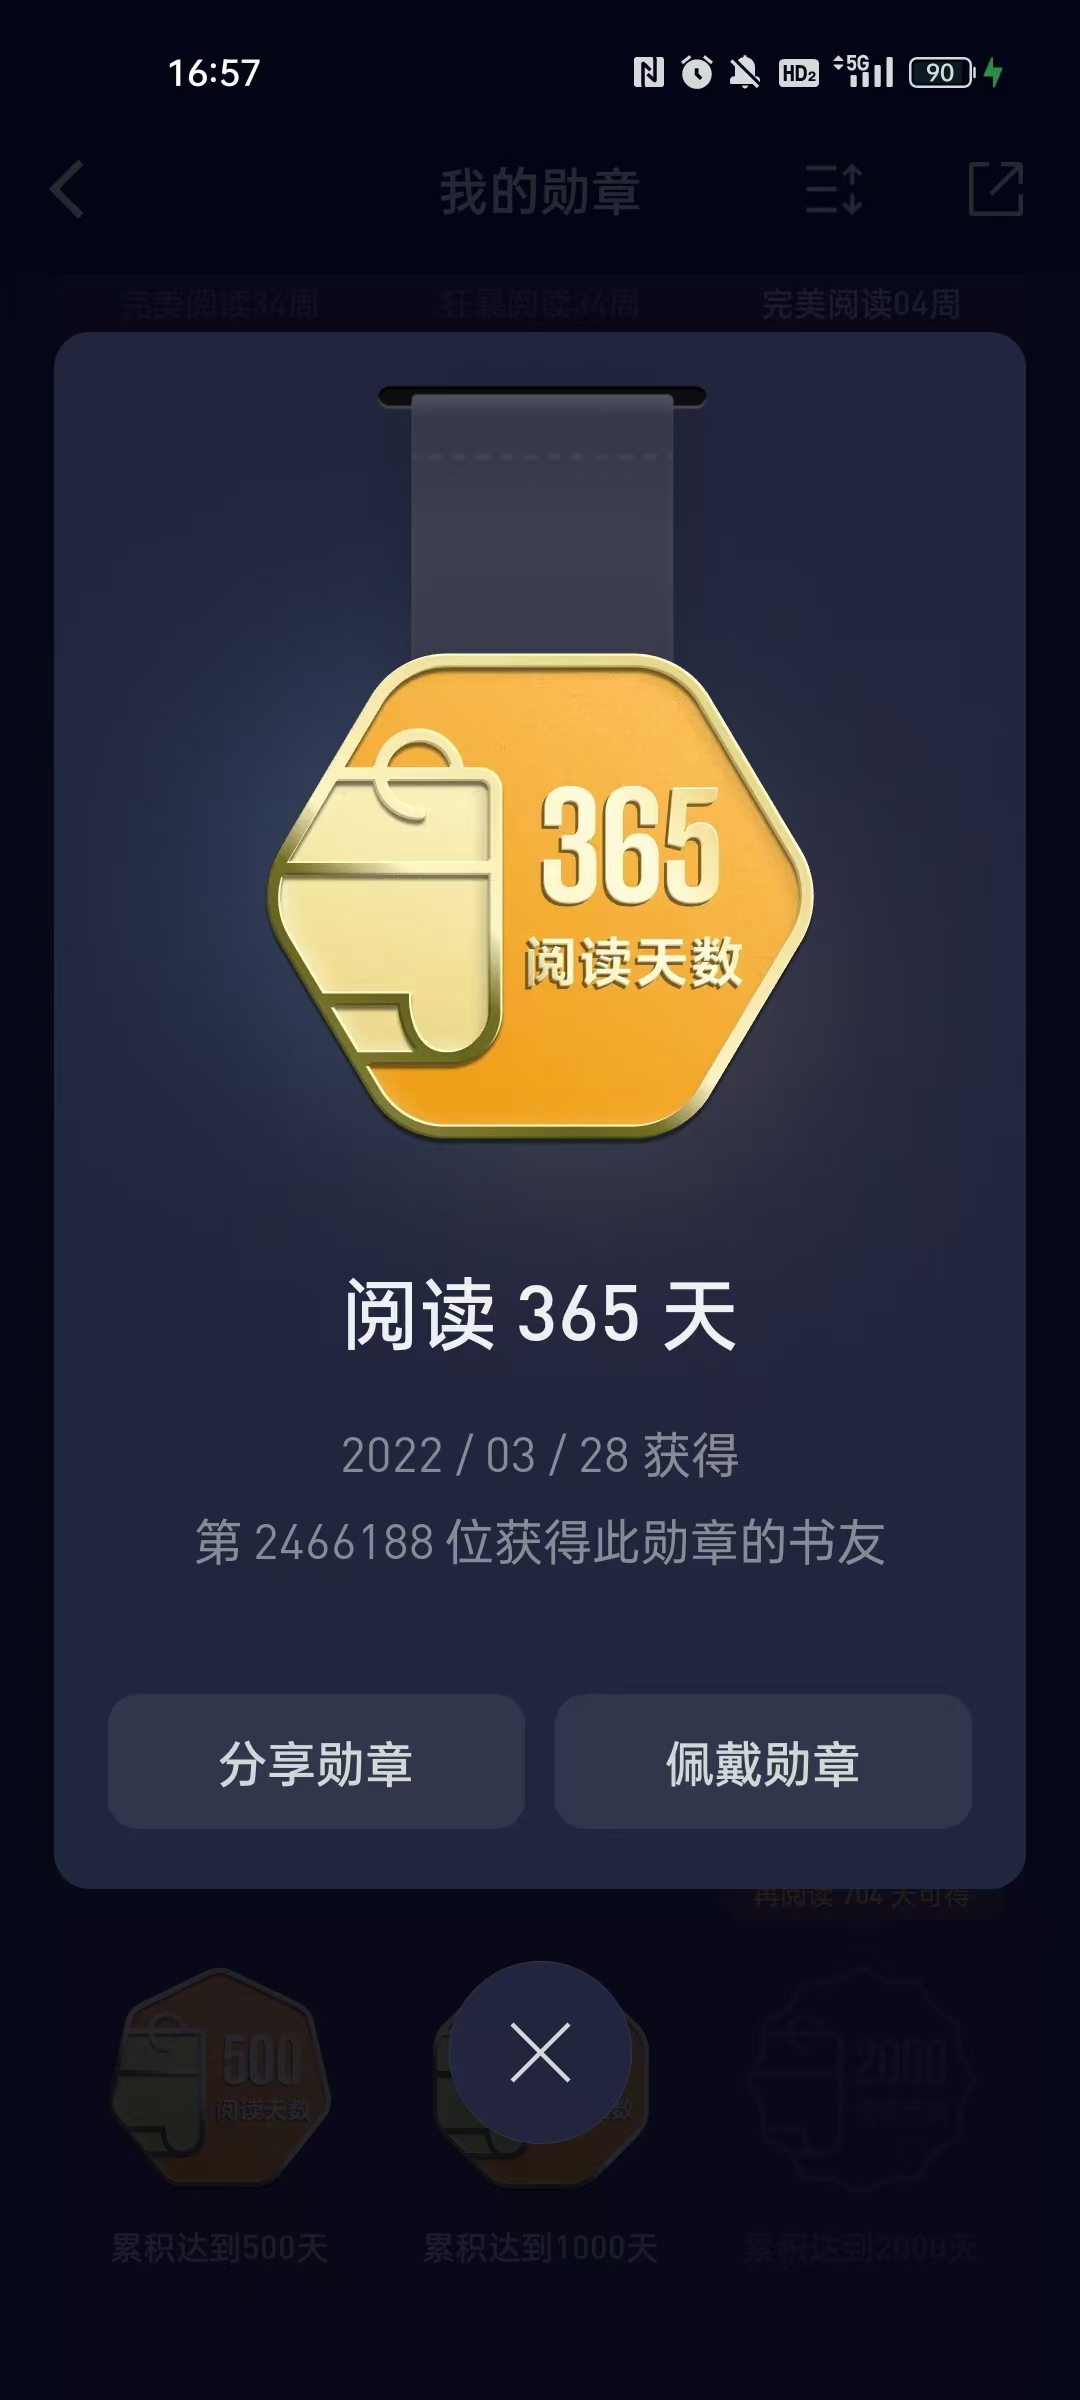 16:57
HD2
5G
90
我的勋章
完美阅读34周
狂暴阅读34周
完美阅读04周
365
阅读天数
阅读 365 天
2022 / 03 / 28 获得
第 2466188 位获得此勋章的书友
分享勋章
佩戴勋章
再阅读 704 天可得
500
阅读天数
数
2000
累积达到500天
累积达到1000天
累积达到2000天